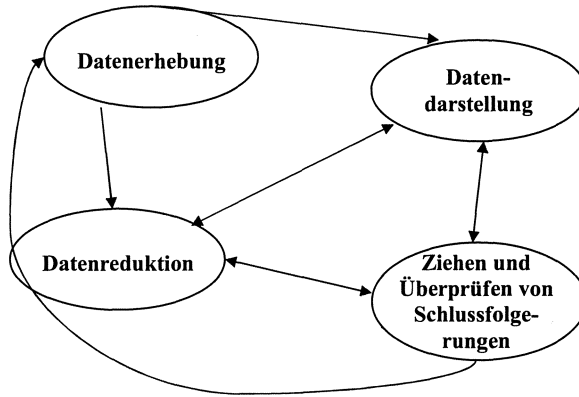 Datenerhebung
Daten-
darstellung
Datenreduktion
Ziehen und
Überprüfen von
Schlussfolge-
rungen